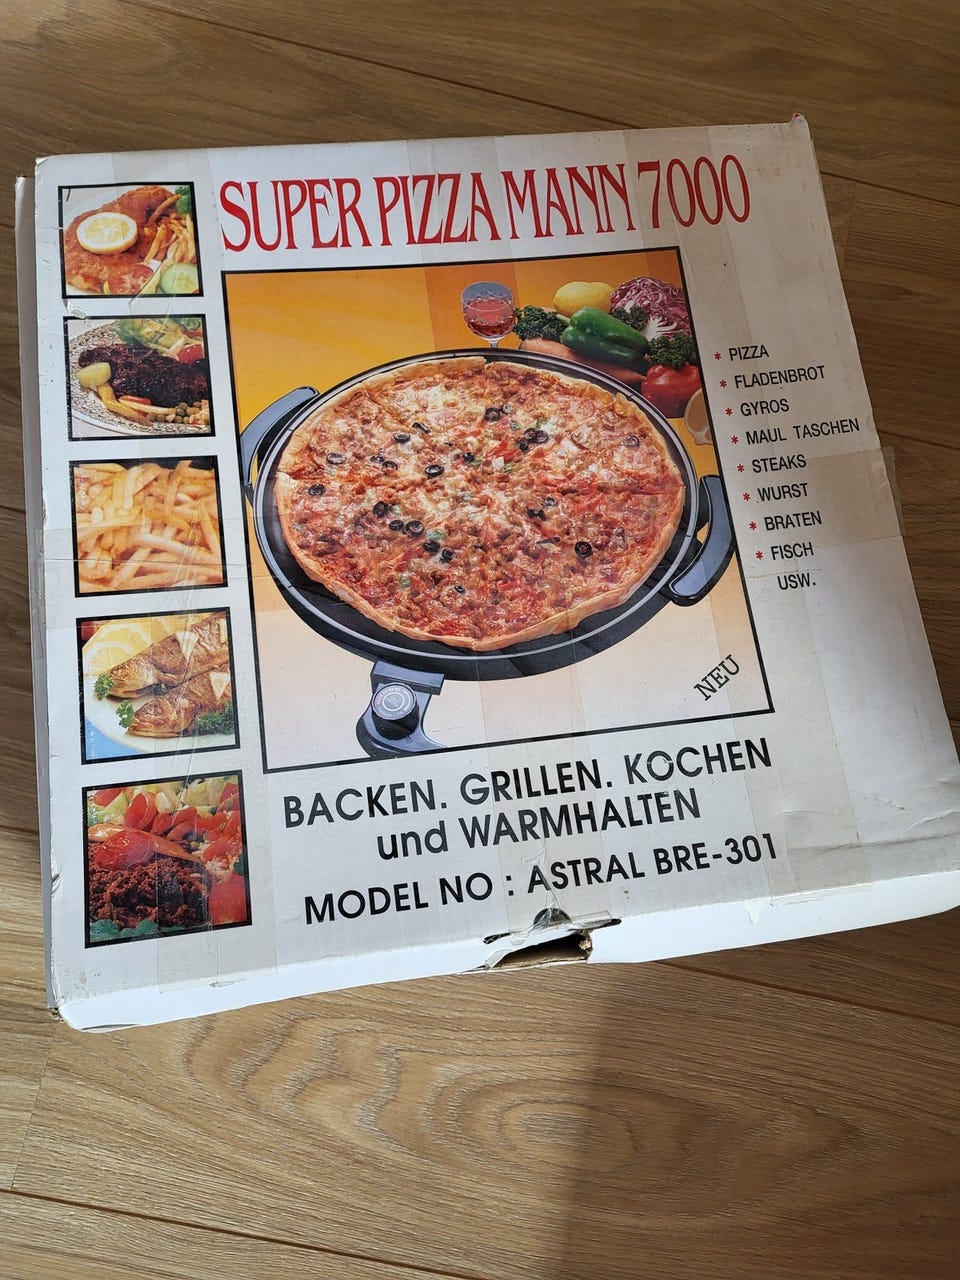 SUPER PIZZA MANN 7000
* PIZZA
* FLADENBROT
* GYROS
* MAUL TASCHEN
* STEAKS
* WURST
* BRATEN
* FISCH
USW.
NEU
BACKEN. GRILLEN. KOCHEN
und WARMHALTEN
MODEL NO : ASTRAL BRE-301